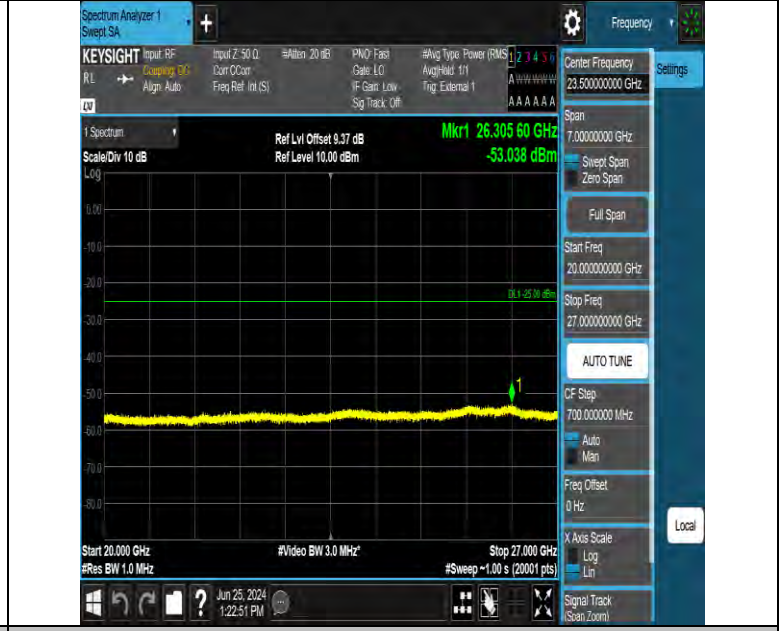 Spectrum Analyzer 1
Swept SA
+
Frequency
KEYSIGHT
RL
LXI
Input: RF
Coupling: DC
Align: Auto
Input Z: 50 Ω
Corr CCorr
Freq Ref: Int (S)
#Atten: 20 dB
PNO: Fast
Gate: LO
IF Gain: Low
Sig Track: Off
#Avg Type: Power (RMS
Avg|Hold: 1/1
Trig: External 1
1 2 3 4 5 6
A W W W W W
A A A A A A
1 Spectrum
Scale/Div 10 dB
Log
Ref Lvl Offset 9.37 dB
Ref Level 10.00 dBm
Mkr1 26.305 60 GHz
-53.038 dBm
0.00
-10.0
-20.0
DL1 -25.00 dBm
-30.0
-40.0
-50.0
1
-60.0
-70.0
-80.0
Start 20.000 GHz
#Res BW 1.0 MHz
#Video BW 3.0 MHz*
Stop 27.000 GHz
#Sweep ~1.00 s (20001 pts)
Center Frequency
23.500000000 GHz
Span
7.00000000 GHz
Swept Span
Zero Span
Full Span
Start Freq
20.000000000 GHz
Stop Freq
27.000000000 GHz
AUTO TUNE
CF Step
700.000000 MHz
Auto
Man
Freq Offset
0 Hz
X Axis Scale
Log
Lin
Signal Track
(Span Zoom)
Settings
Local
?
Jun 25, 2024
1:22:51 PM